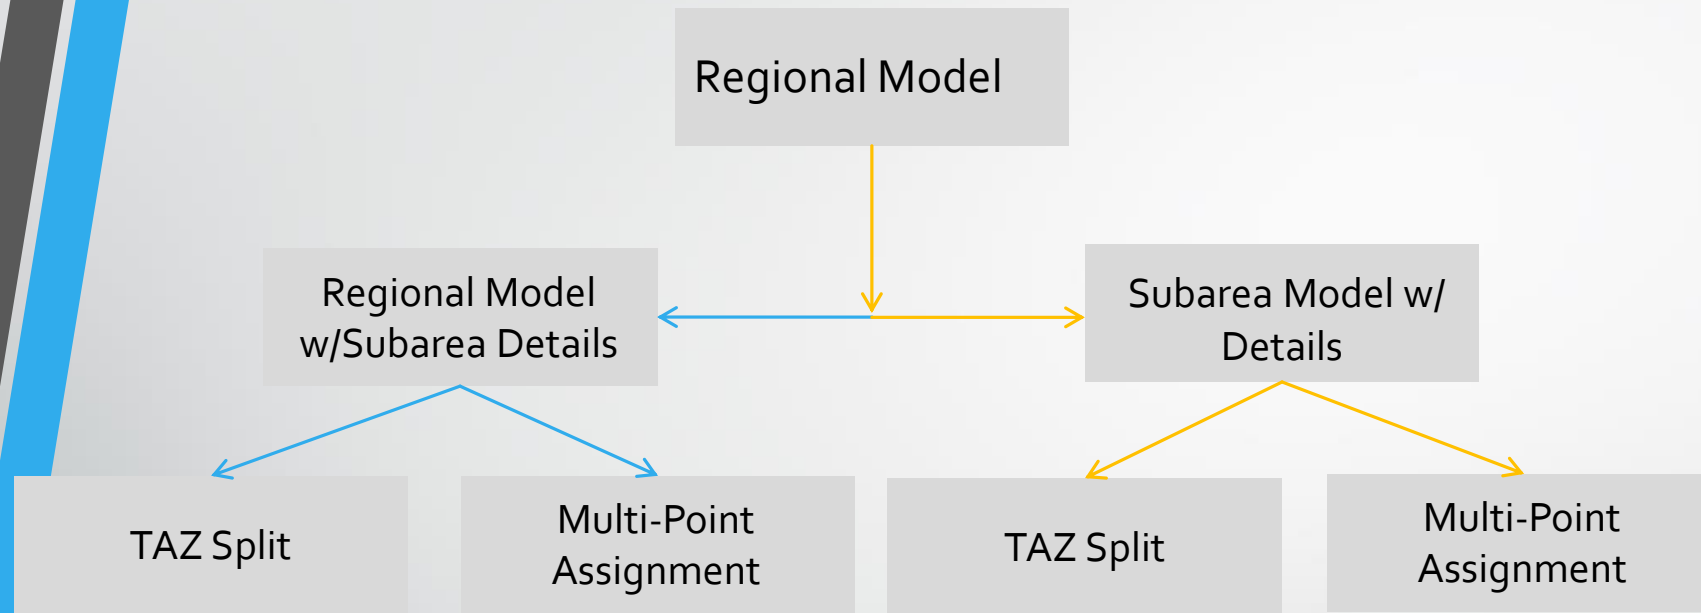 Regional Model
Regional Model
w/Subarea Details
Subarea Model w/
Details
TAZ Split
Multi-Point
Assignment
TAZ Split
Multi-Point
Assignment